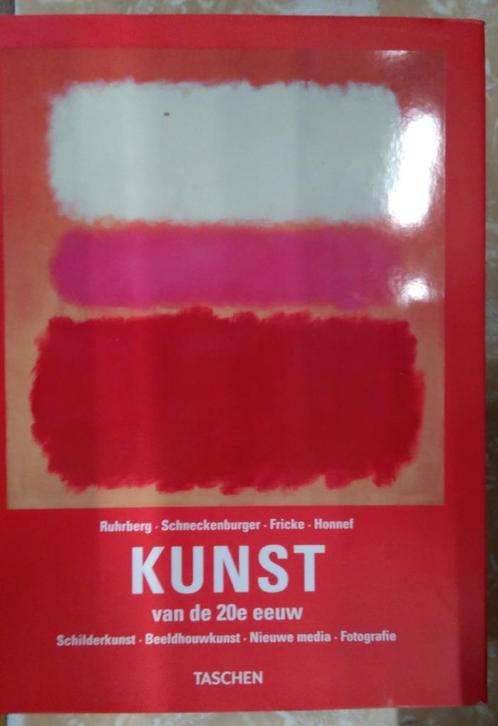 Ruhrberg · Schneckenburger · Fricke · Honnef
KUNST
van de 20e eeuw
Schilderkunst · Beeldhouwkunst · Nieuwe media · Fotografie
TASCHEN